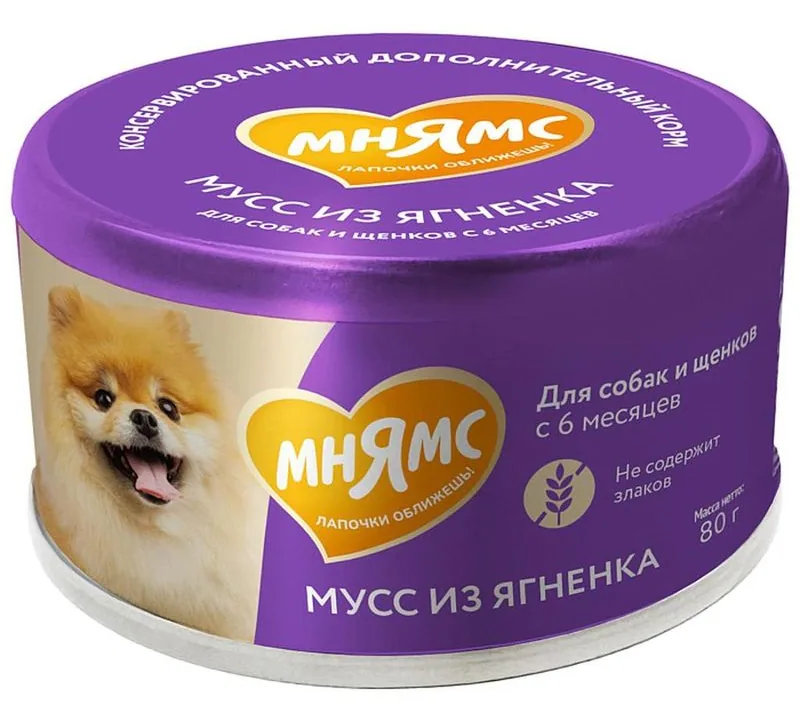 КОНСЕРВИРОВАННЫЙ ДОПОЛНИТЕЛЬНЫЙ КОРМ
МНЯМС
ЛАПОЧКИ ОБЛИЖЕШЬ!
МУСС ИЗ ЯГНЕНКА
ДЛЯ СОБАК И ЩЕНКОВ С 6 МЕСЯЦЕВ
Для собак и щенков
с 6 месяцев
МНЯМС
ЛАПОЧКИ ОБЛИЖЕШЬ!
Не содержит
злаков
Масса нетто:
80 г
МУСС ИЗ ЯГНЕНКА